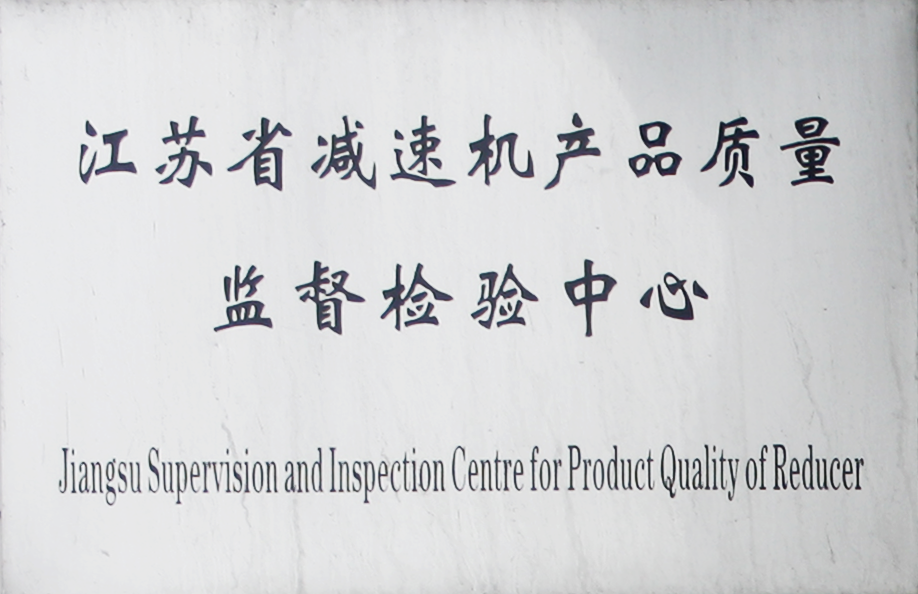 江苏省减速机产品质量
监督检验中心
Jiangsu Supervision and Inspection Centre for Product Quality of Reducer